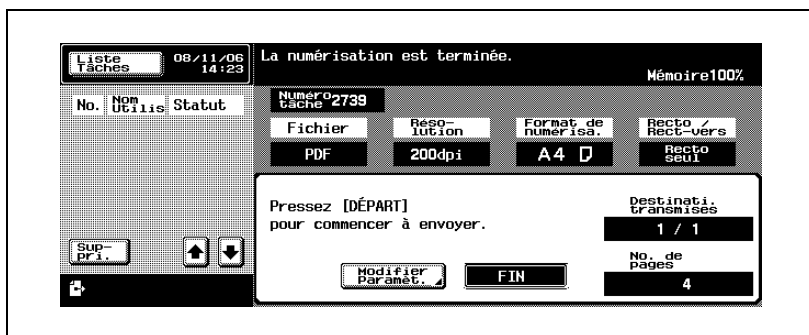 Liste
Tâches
08/11/06
14:23
La numérisation est terminée.
Mémoire100%
No. Nom Utilis Statut
Numéro tâche 2739
Fichier
PDF
Réso-
lution
200dpi
Format de
numérisa.
A4
Recto /
Rect-vers
Recto
seul
Pressez [DÉPART]
pour commencer à envoyer.
Destinati.
transmises
1 / 1
No. de
pages
4
Sup-
pri.
Modifier
Paramèt.
FIN